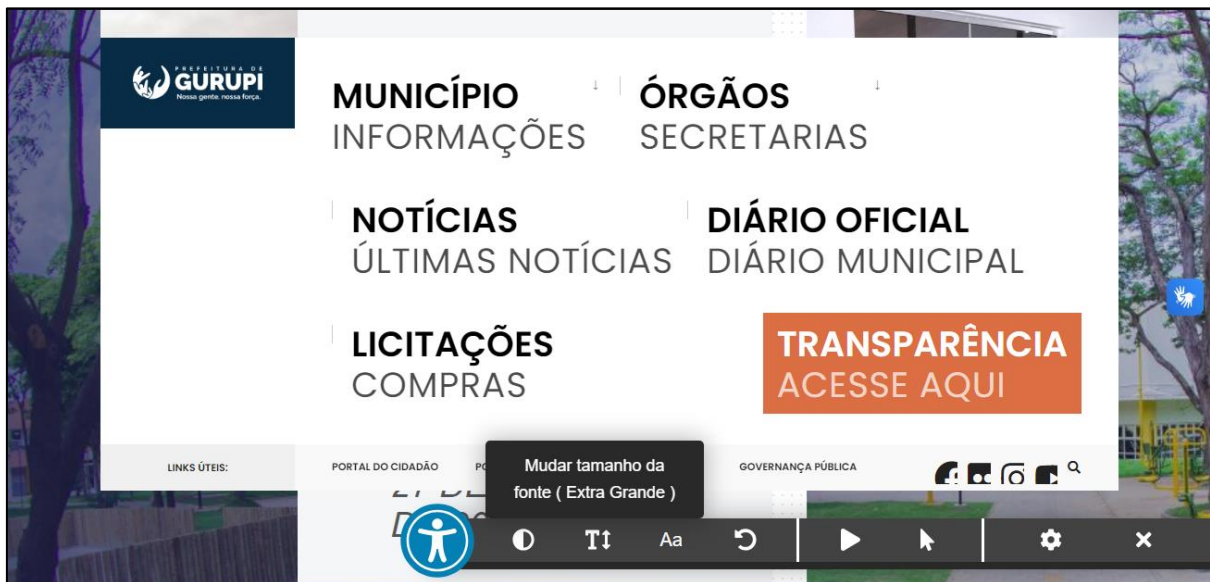 PREFEITURA DE
GURUPI
Nossa gente. nossa força.
MUNICÍPIO ↓ ÓRGÃOS ↓
INFORMAÇÕES SECRETARIAS
NOTÍCIAS DIÁRIO OFICIAL
ÚLTIMAS NOTÍCIAS DIÁRIO MUNICIPAL
LICITAÇÕES TRANSPARÊNCIA
COMPRAS ACESSE AQUI
LINKS ÚTEIS: PORTAL DO CIDADÃO GOVERNANÇA PÚBLICA
Mudar tamanho da
fonte ( Extra Grande )
Aa